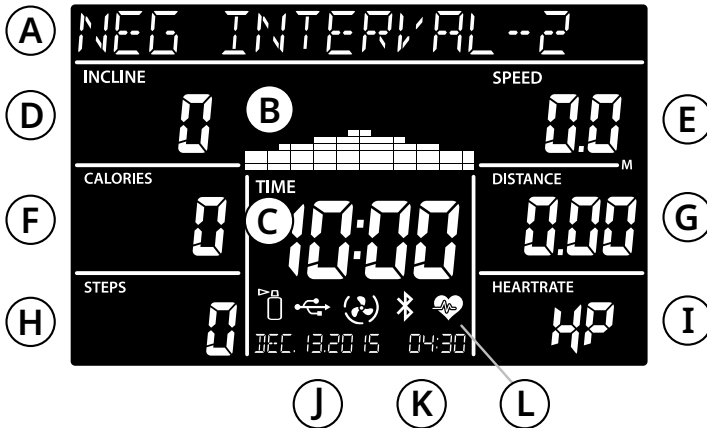 A NEG INTERVAL-2
INCLINE SPEED
D 0 B 0.0 E
M
CALORIES TIME DISTANCE
F 0 C 10:00 0.00 G
STEPS HEARTRATE
H 0 HP I
DEC. 13.2015 04:30
J K L